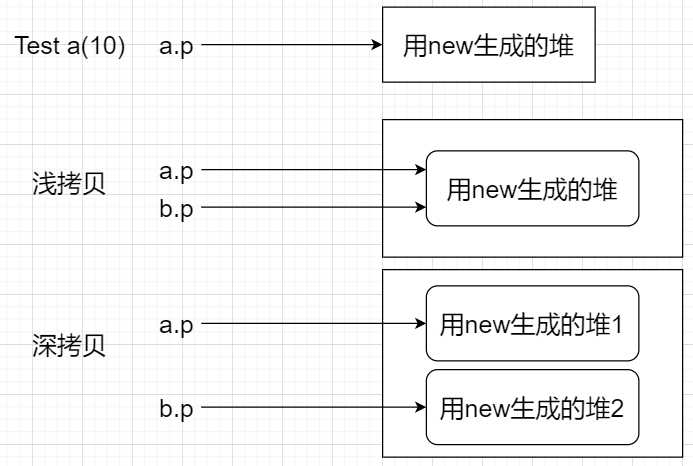 Test a(10) a.p 用new生成的堆
浅拷贝 a.p 用new生成的堆
b.p
深拷贝 a.p 用new生成的堆1
b.p 用new生成的堆2